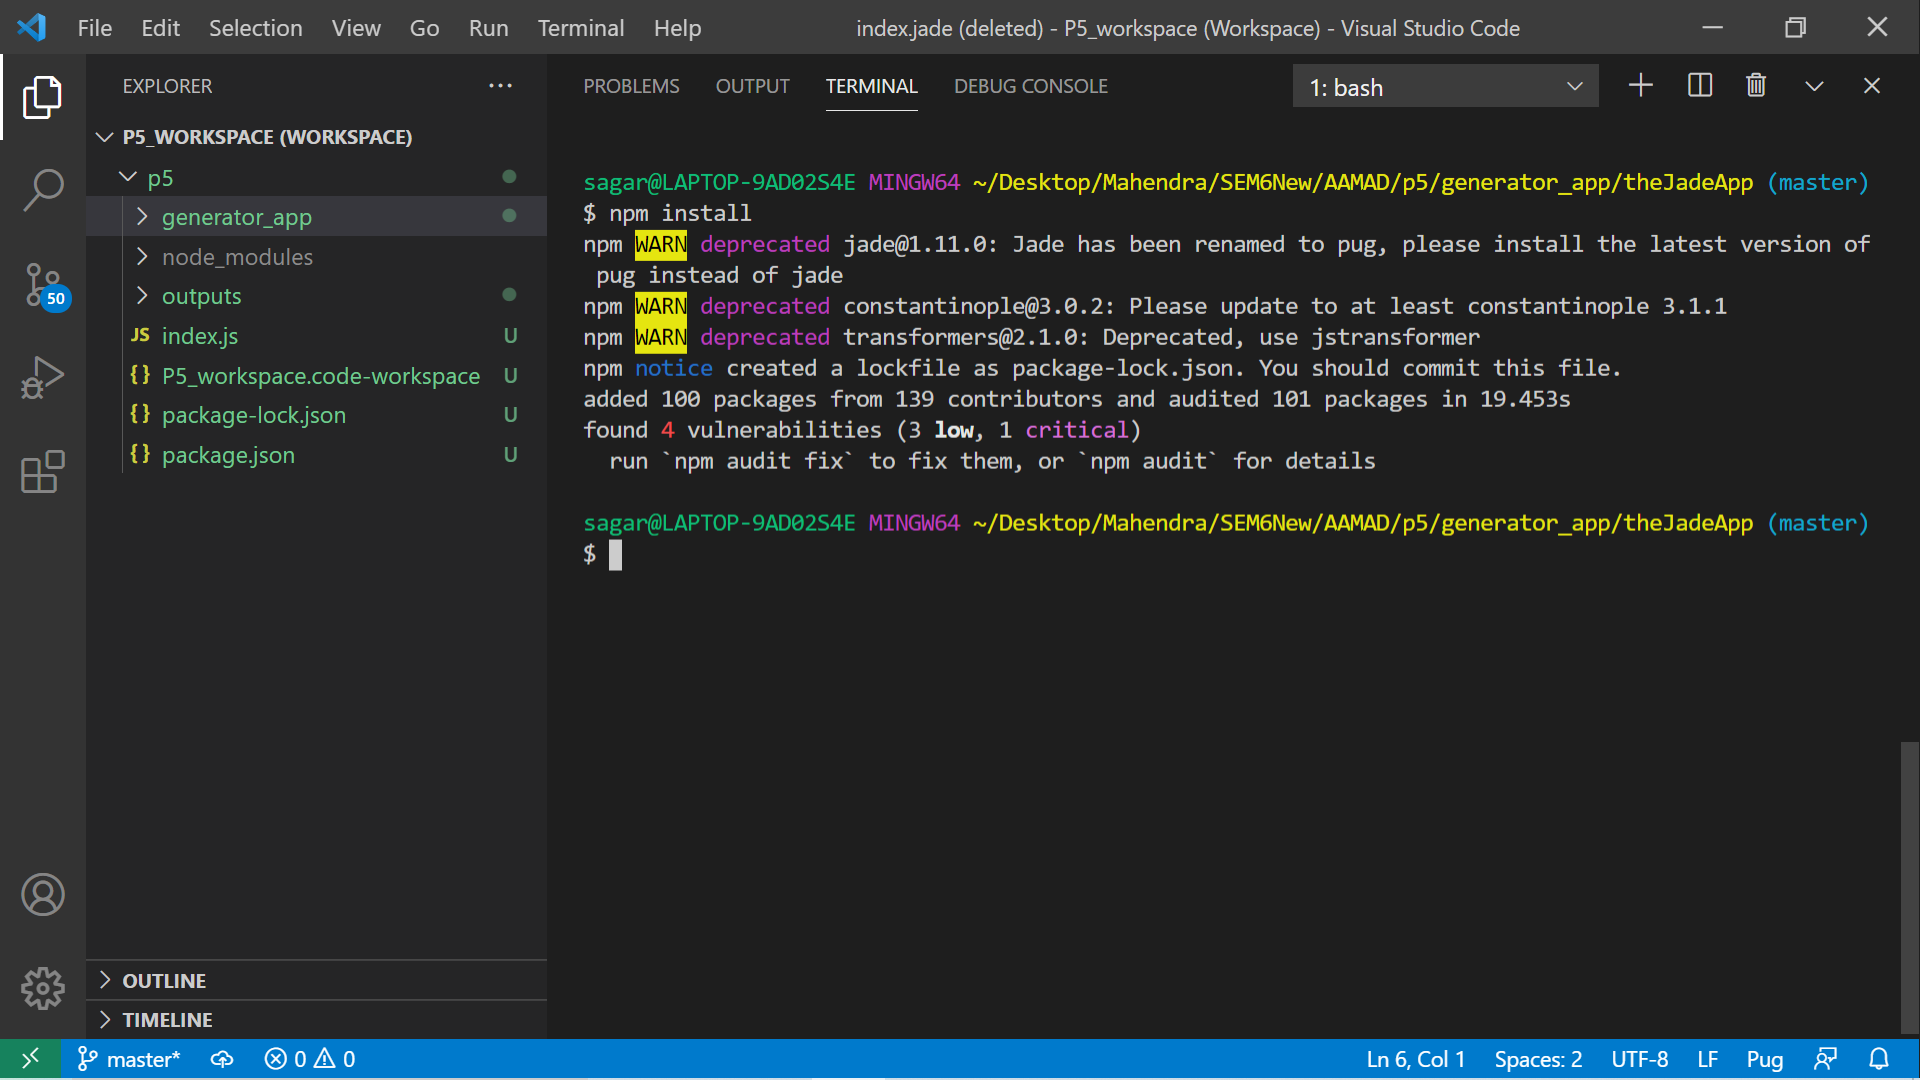 File Edit Selection View Go Run Terminal Help
index.jade (deleted) - P5_workspace (Workspace) - Visual Studio Code
EXPLORER
P5_WORKSPACE (WORKSPACE)
p5
generator_app
node_modules
outputs
JS index.js U
{} P5_workspace.code-workspace U
{} package-lock.json U
{} package.json U
50
OUTLINE
TIMELINE
PROBLEMS OUTPUT TERMINAL DEBUG CONSOLE
1: bash
sagar@LAPTOP-9AD02S4E MINGW64 ~/Desktop/Mahendra/SEM6New/AAMAD/p5/generator_app/theJadeApp (master)
$ npm install
npm WARN deprecated jade@1.11.0: Jade has been renamed to pug, please install the latest version of
pug instead of jade
npm WARN deprecated constantinople@3.0.2: Please update to at least constantinople 3.1.1
npm WARN deprecated transformers@2.1.0: Deprecated, use jstransformer
npm notice created a lockfile as package-lock.json. You should commit this file.
added 100 packages from 139 contributors and audited 101 packages in 19.453s
found 4 vulnerabilities (3 low, 1 critical)
run `npm audit fix` to fix them, or `npm audit` for details
sagar@LAPTOP-9AD02S4E MINGW64 ~/Desktop/Mahendra/SEM6New/AAMAD/p5/generator_app/theJadeApp (master)
$
master* 0 0
Ln 6, Col 1 Spaces: 2 UTF-8 LF Pug